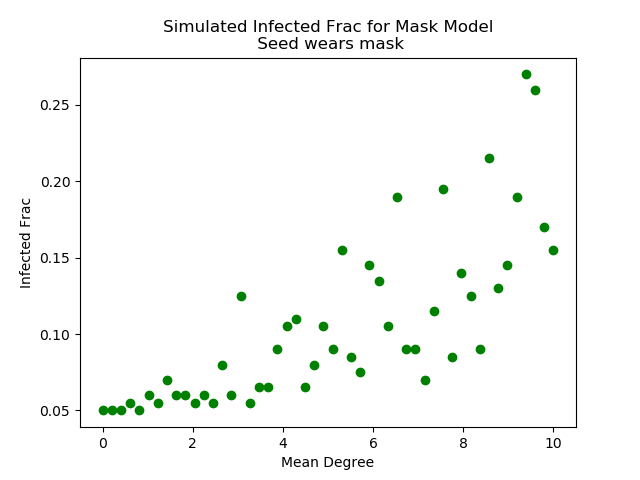 Simulated Infected Frac for Mask Model
Seed wears mask
0.25
0.20
0.15
0.10
0.05
Infected Frac
0 2 4 6 8 10
Mean Degree